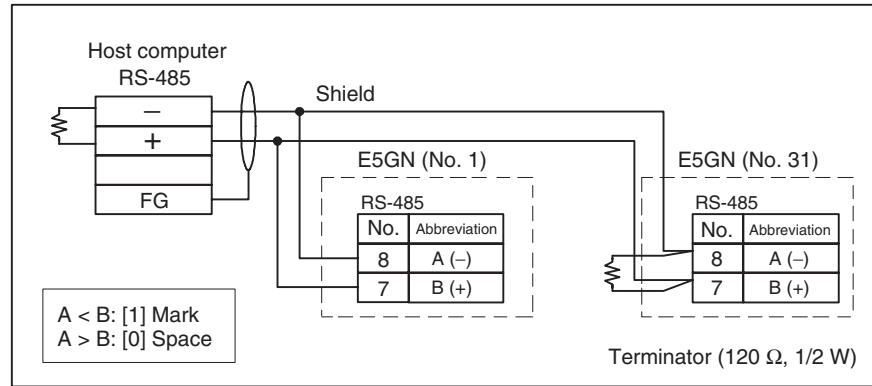 Host computer
RS-485
−
+
FG
Shield
E5GN (No. 1)
RS-485
No. Abbreviation
8 A (−)
7 B (+)
E5GN (No. 31)
RS-485
No. Abbreviation
8 A (−)
7 B (+)
A < B: [1] Mark
A > B: [0] Space
Terminator (120 Ω, 1/2 W)